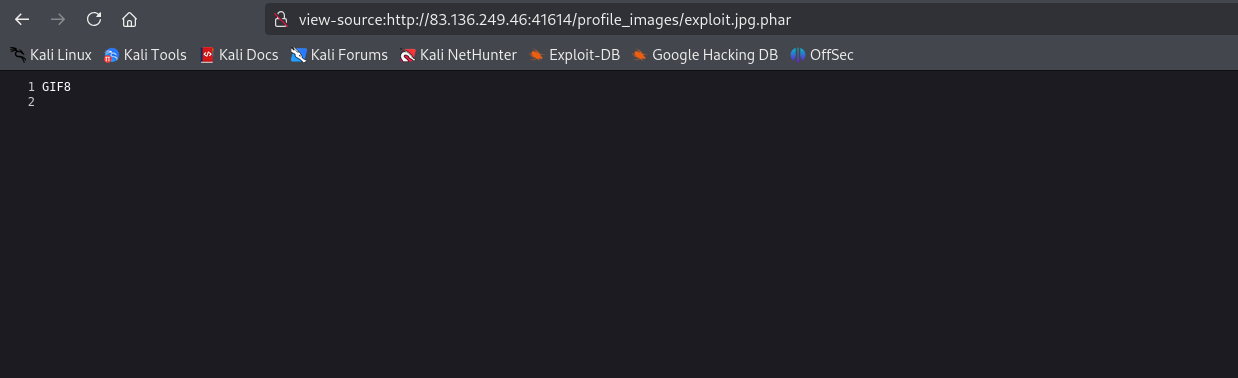 view-source:http://83.136.249.46:41614/profile_images/exploit.jpg.phar
Kali Linux Kali Tools Kali Docs Kali Forums Kali NetHunter Exploit-DB Google Hacking DB OffSec
1 GIF8
2